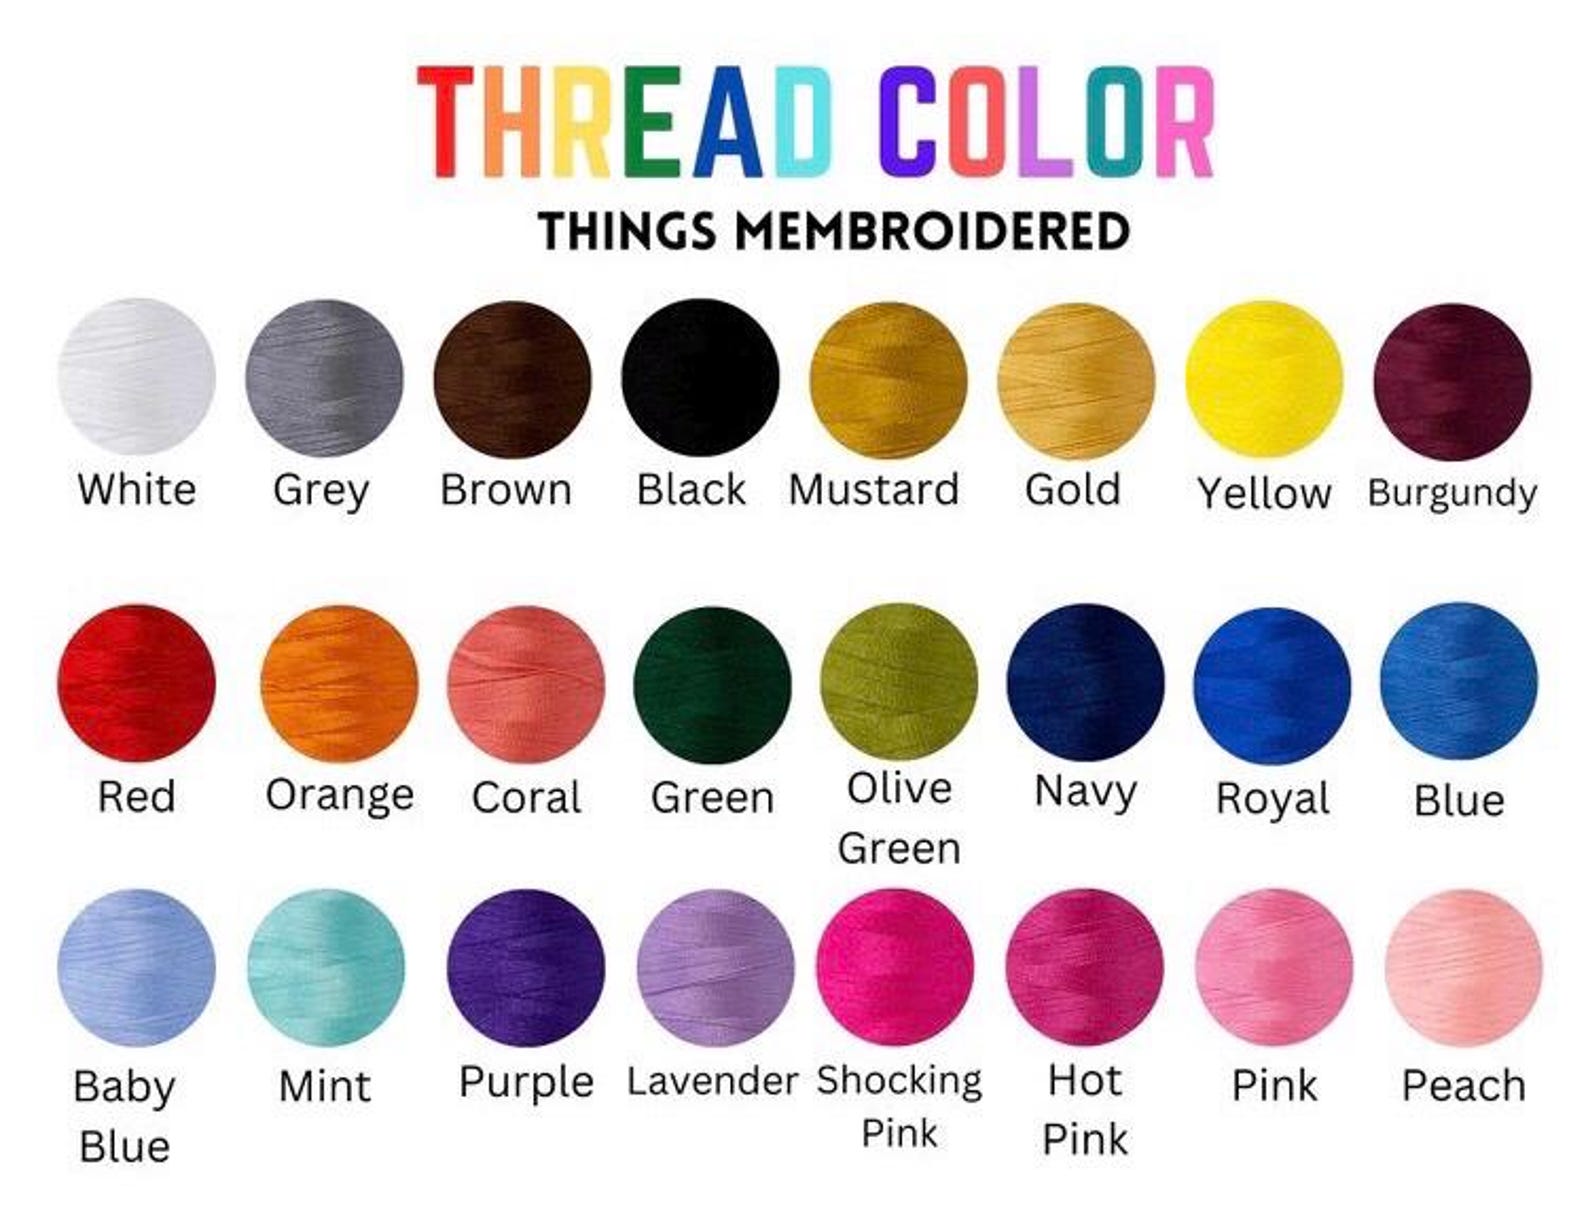 THREAD COLOR
THINGS MEMBROIDERED
White Grey Brown Black Mustard Gold Yellow Burgundy
Red Orange Coral Green Olive Green Navy Royal Blue
Baby Blue Mint Purple Lavender Shocking Pink Hot Pink Pink Peach